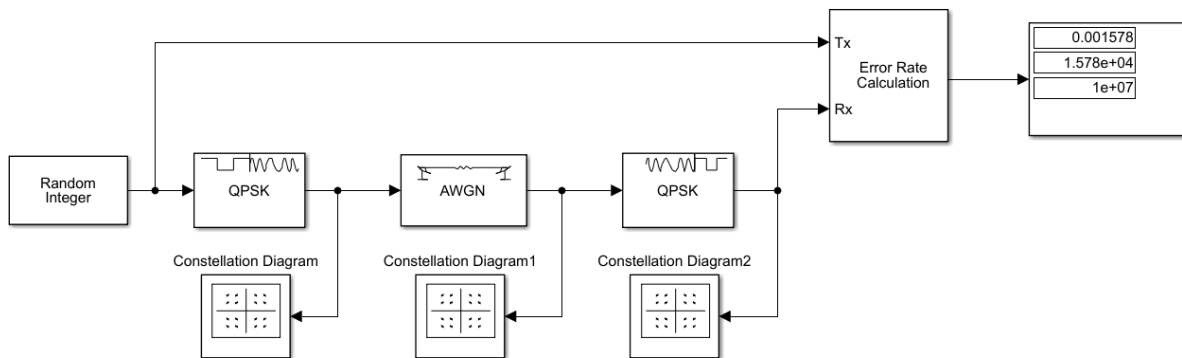 Tx
Error Rate
Calculation
Rx
0.001578
1.578e+04
1e+07
Random
Integer
QPSK
AWGN
QPSK
Constellation Diagram
Constellation Diagram1
Constellation Diagram2